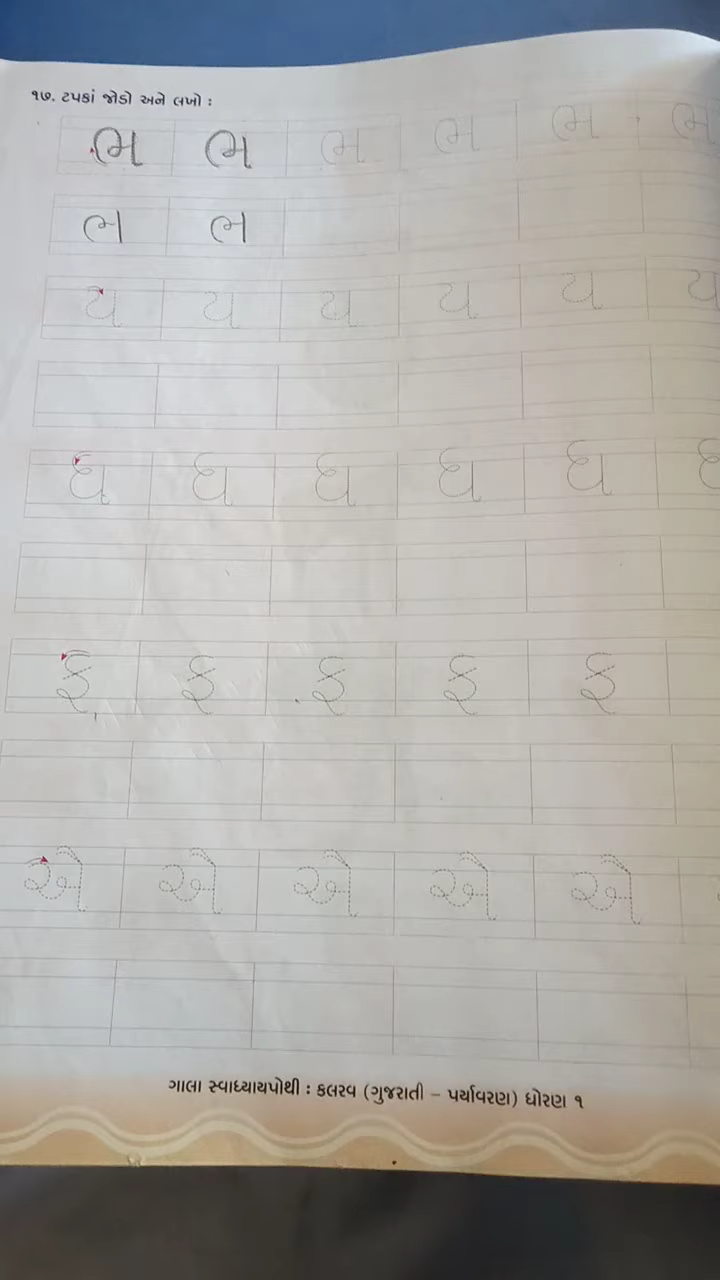 ૧૭. ટપકાં જોડો અને લખો :
ભ ભ ભ ભ ભ ભ
ભ ભ
ય ય ય ય ય ય
ઘ ઘ ઘ ઘ ઘ ઘ
ફ ફ ફ ફ ફ
એ એ એ એ એ
ગાલા સ્વાધ્યાયપોથી : કલરવ (ગુજરાતી – પર્યાવરણ) ધોરણ ૧